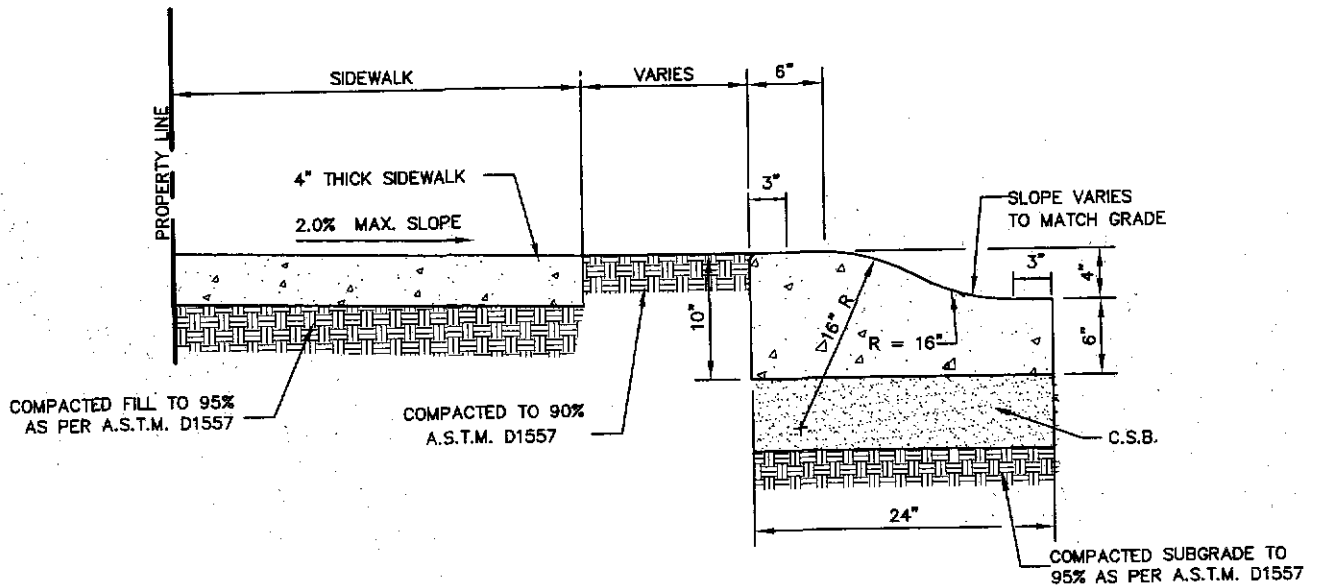 SIDEWALK
VARIES
6"
PROPERTY LINE
4" THICK SIDEWALK
3"
SLOPE VARIES
TO MATCH GRADE
2.0% MAX. SLOPE
3"
4"
10"
16" R
R = 16"
6"
COMPACTED FILL TO 95%
AS PER A.S.T.M. D1557
COMPACTED TO 90%
A.S.T.M. D1557
C.S.B.
24"
COMPACTED SUBGRADE TO
95% AS PER A.S.T.M. D1557